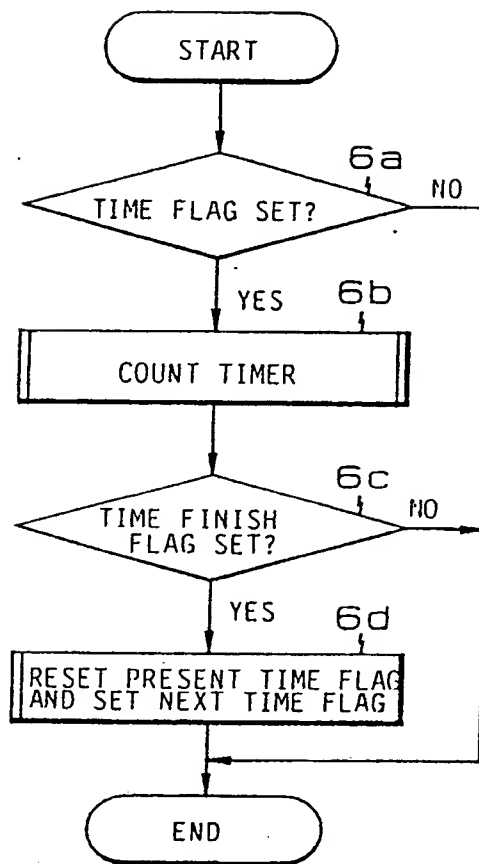 START
6a
TIME FLAG SET?
NO
YES
6b
COUNT TIMER
6c
TIME FINISH
FLAG SET?
NO
YES
6d
RESET PRESENT TIME FLAG
AND SET NEXT TIME FLAG
END